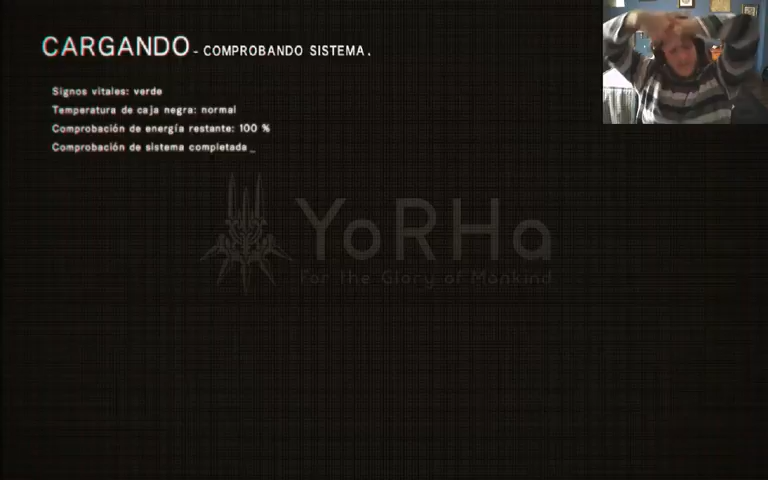 CARGANDO - COMPROBANDO SISTEMA.
Signos vitales: verde
Temperatura de caja negra: normal
Comprobación de energía restante: 100 %
Comprobación de sistema completada _
YoRHa
For the Glory of Mankind